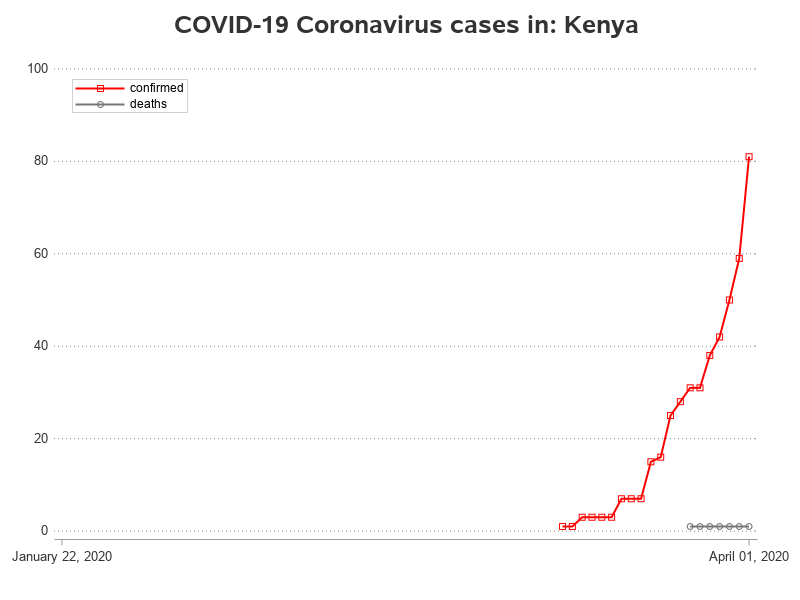 COVID-19 Coronavirus cases in: Kenya
100
confirmed
deaths
80
60
40
20
0
January 22, 2020
April 01, 2020